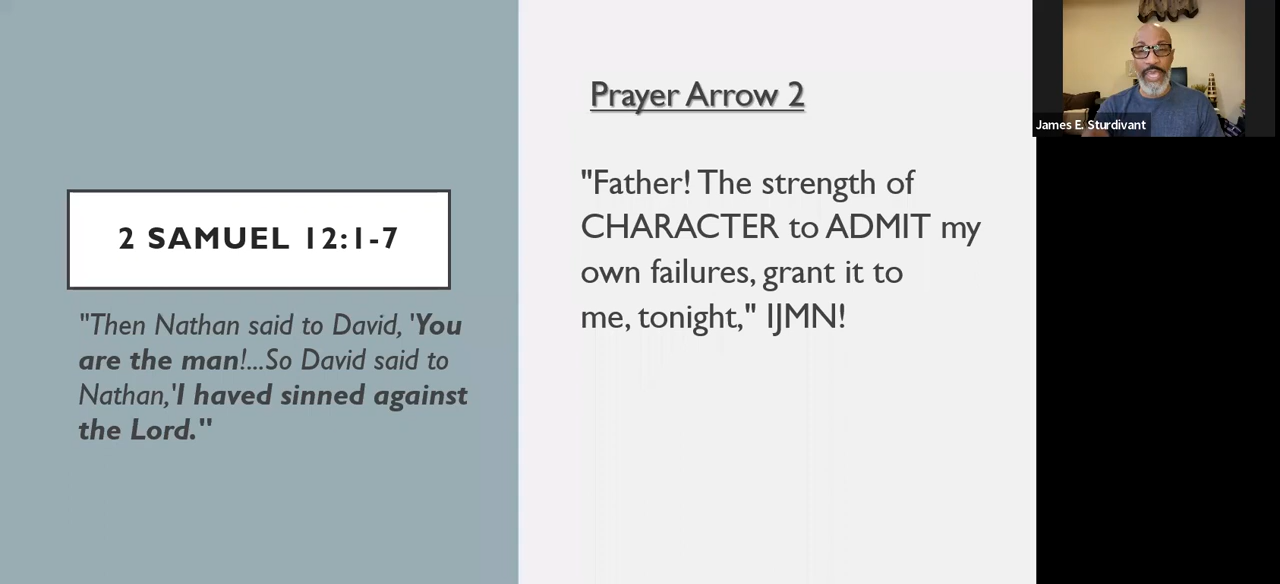 2 SAMUEL 12:1-7
"Then Nathan said to David, 'You
are the man!...So David said to
Nathan,'I haved sinned against
the Lord."
Prayer Arrow 2
"Father! The strength of
CHARACTER to ADMIT my
own failures, grant it to
me, tonight," IJMN!
James E. Sturdivant